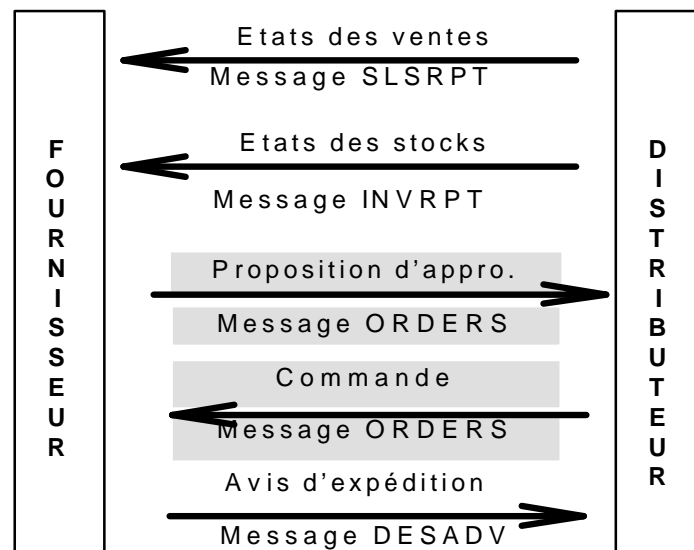 FOURNISSEUR
Etats des ventes
Message SLSRPT
Etats des stocks
Message INVRPT
Proposition d'appro.
Message ORDERS
Commande
Message ORDERS
Avis d'expédition
Message DESADV
DISTRIBUTEUR